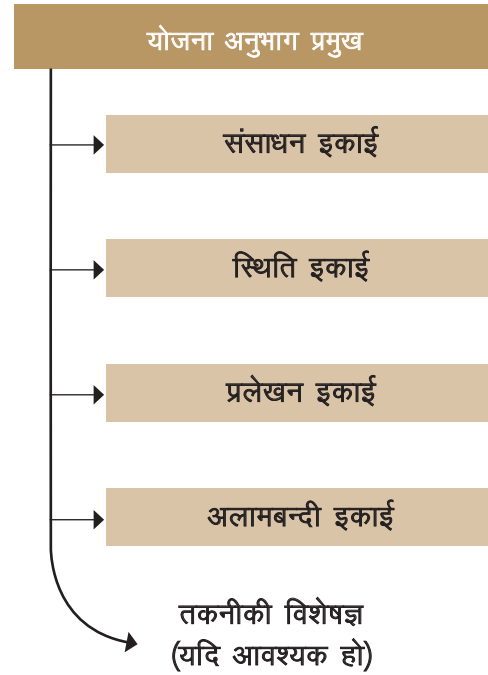 योजना अनुभाग प्रमुख
संसाधन इकाई
स्थिति इकाई
प्रलेखन इकाई
अलामबन्दी इकाई
तकनीकी विशेषज्ञ
(यदि आवश्यक हो)